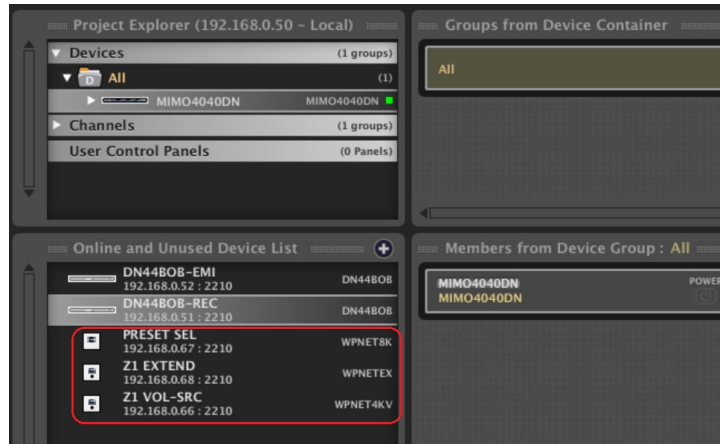 Project Explorer (192.168.0.50 - Local)
Devices (1 groups)
D All (1)
MIMO4040DN MIMO4040DN
Channels (1 groups)
User Control Panels (0 Panels)
Groups from Device Container
All
Online and Unused Device List
DN44BOB-EMI
192.168.0.52 : 2210 DN44BOB
DN44BOB-REC
192.168.0.51 : 2210 DN44BOB
PRESET SEL
192.168.0.67 : 2210 WPNET8K
Z1 EXTEND
192.168.0.68 : 2210 WPNETEX
Z1 VOL-SRC
192.168.0.66 : 2210 WPNET4KV
Members from Device Group : All
MIMO4040DN POWER
MIMO4040DN